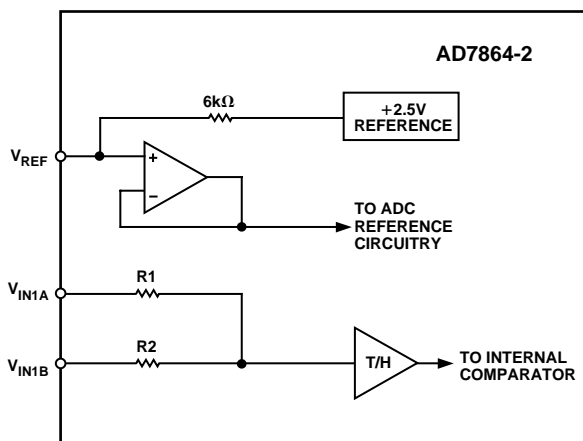 AD7864-2
6kΩ
+2.5V
REFERENCE
VREF
+
−
TO ADC
REFERENCE
CIRCUITRY
VIN1A
R1
VIN1B
R2
T/H
TO INTERNAL
COMPARATOR